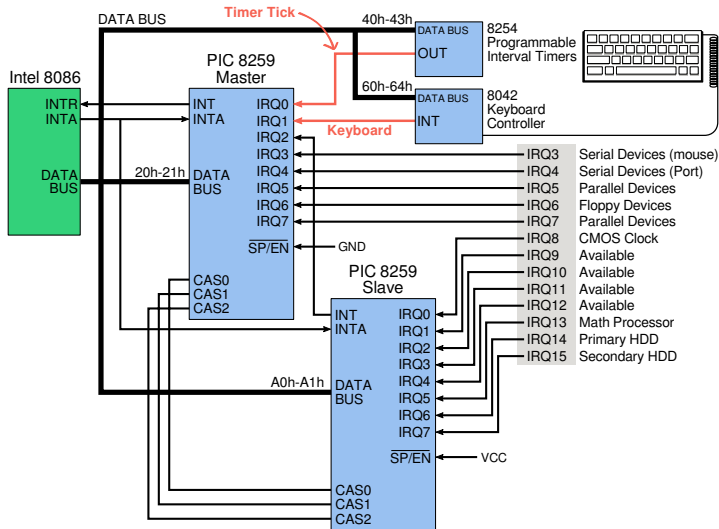 Timer Tick
DATA BUS
40h-43h
DATA BUS
OUT
8254
Programmable
Interval Timers
Intel 8086
INTR
INTA
DATA
BUS
20h-21h
PIC 8259
Master
INT
INTA
DATA
BUS
IRQ0
IRQ1
IRQ2
IRQ3
IRQ4
IRQ5
IRQ6
IRQ7
SP/EN
GND
CAS0
CAS1
CAS2
60h-64h
DATA BUS
INT
8042
Keyboard
Controller
Keyboard
IRQ3 Serial Devices (mouse)
IRQ4 Serial Devices (Port)
IRQ5 Parallel Devices
IRQ6 Floppy Devices
IRQ7 Parallel Devices
IRQ8 CMOS Clock
IRQ9 Available
IRQ10 Available
IRQ11 Available
IRQ12 Available
IRQ13 Math Processor
IRQ14 Primary HDD
IRQ15 Secondary HDD
PIC 8259
Slave
INT
INTA
A0h-A1h
DATA
BUS
IRQ0
IRQ1
IRQ2
IRQ3
IRQ4
IRQ5
IRQ6
IRQ7
SP/EN
VCC
CAS0
CAS1
CAS2